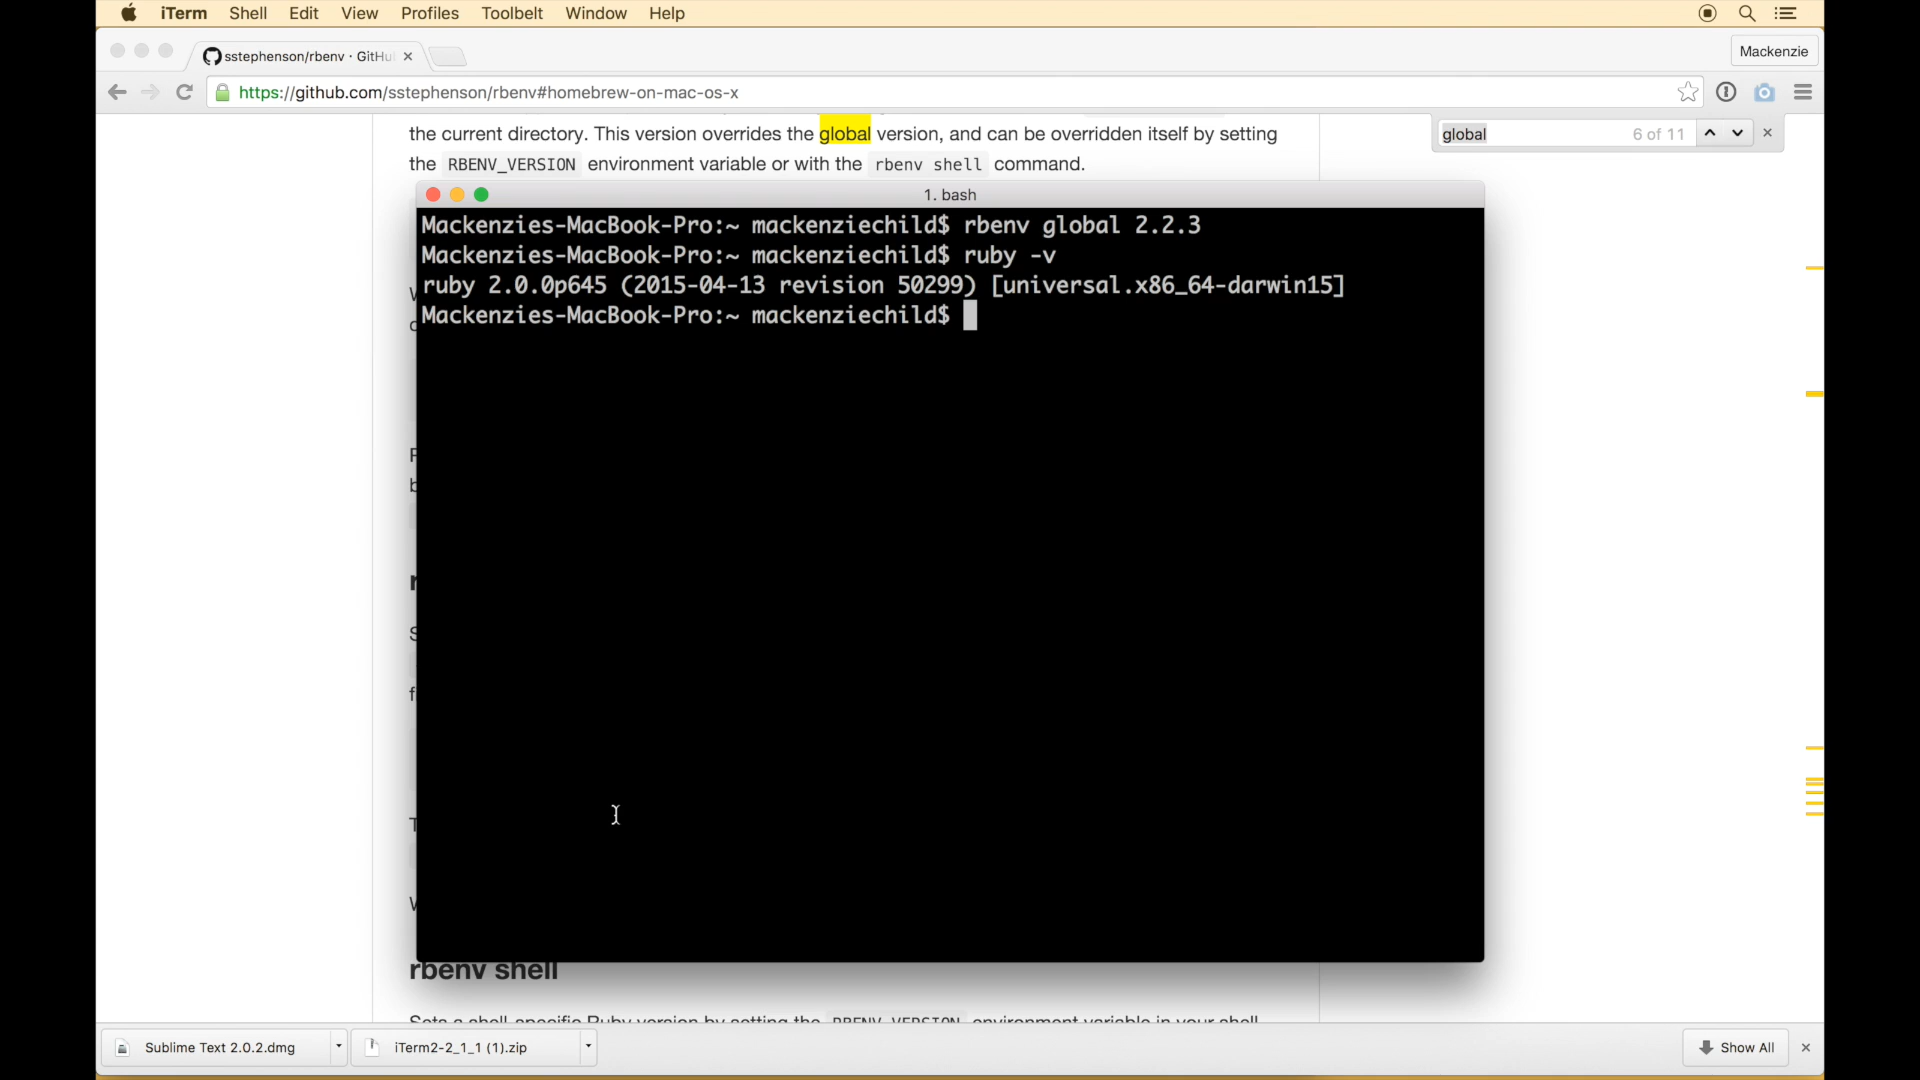 iTerm Shell Edit View Profiles Toolbelt Window Help
sstephenson/rbenv · GitHu
Mackenzie
https://github.com/sstephenson/rbenv#homebrew-on-mac-os-x
the current directory. This version overrides the global version, and can be overridden itself by setting
global 6 of 11
the RBENV_VERSION environment variable or with the rbenv shell command.
1. bash
Mackenzies-MacBook-Pro:~ mackenziechild$ rbenv global 2.2.3
Mackenzies-MacBook-Pro:~ mackenziechild$ ruby -v
ruby 2.0.0p645 (2015-04-13 revision 50299) [universal.x86_64-darwin15]
Mackenzies-MacBook-Pro:~ mackenziechild$
rbenv shell
Sets a shell-specific Ruby version by setting the RBENV_VERSION environment variable in your shell
Sublime Text 2.0.2.dmg
iTerm2-2_1_1 (1).zip
Show All